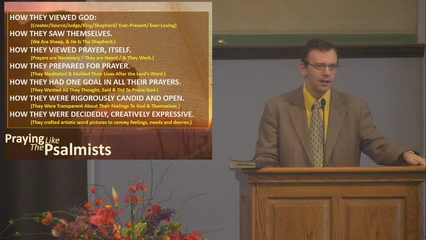 HOW THEY VIEWED GOD:
(Creator/Source/Judge/King/Shepherd/ Ever-Present/ Ever-Loving)
HOW THEY SAW THEMSELVES.
(We Are Sheep, & He Is The Shepherd.)
HOW THEY VIEWED PRAYER, ITSELF.
(Prayers are Necessary / They are Heard / & They Work.)
HOW THEY PREPARED FOR PRAYER.
(They Meditated & Molded Their Lives After the Lord's Word.)
HOW THEY HAD ONE GOAL IN ALL THEIR PRAYERS.
(They Wanted All They Thought, Said & Did To Praise God.)
HOW THEY WERE RIGOROUSLY CANDID AND OPEN.
(They Were Transparent About Their Feelings To God & Themselves.)
HOW THEY WERE DECIDEDLY, CREATIVELY EXPRESSIVE.
(They crafted artistic word pictures to convey feelings, needs and desires.)
Praying Like
The Psalmists